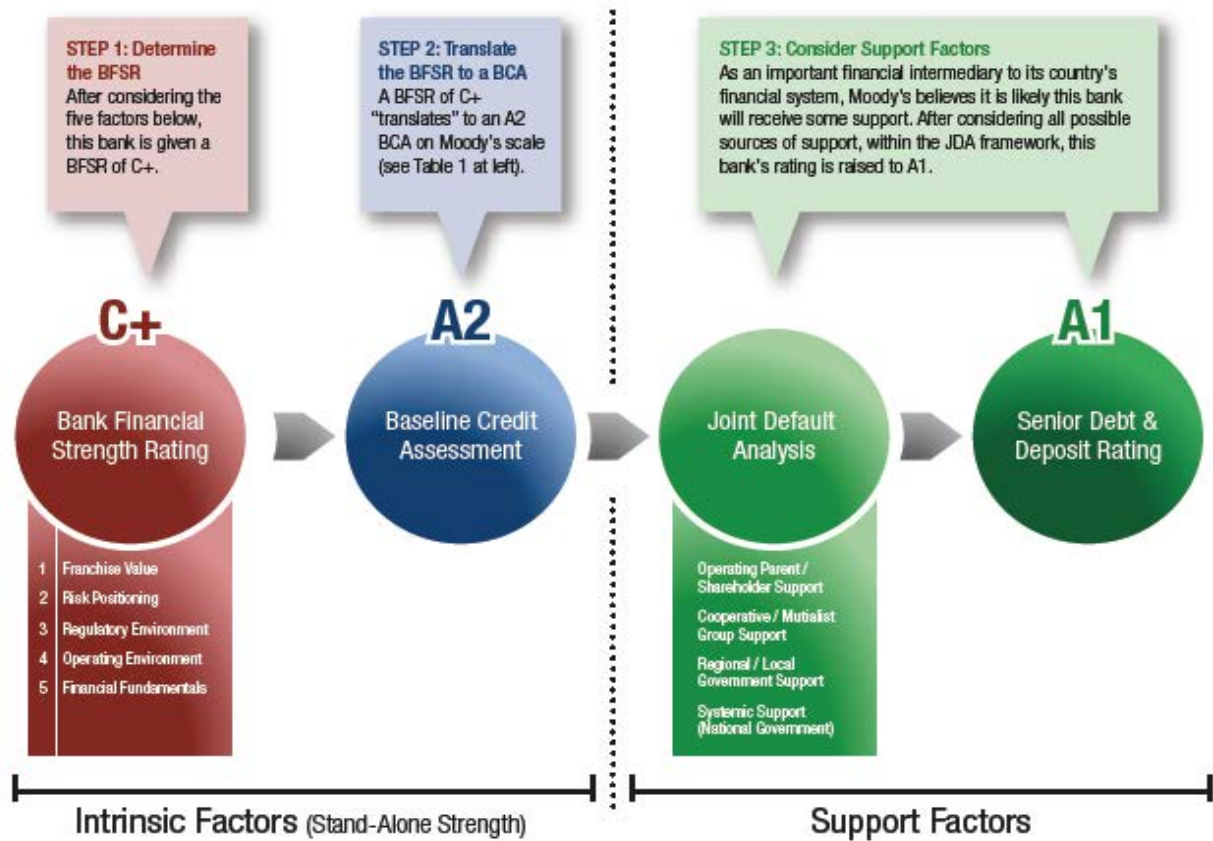 STEP 1: Determine
the BFSR
After considering the
five factors below,
this bank is given a
BFSR of C+.
STEP 2: Translate
the BFSR to a BCA
A BFSR of C+
“translates” to an A2
BCA on Moody's scale
(see Table 1 at left).
STEP 3: Consider Support Factors
As an important financial intermediary to its country's
financial system, Moody's believes it is likely this bank
will receive some support. After considering all possible
sources of support, within the JDA framework, this
bank's rating is raised to A1.
C+
Bank Financial
Strength Rating
A2
Baseline Credit
Assessment
Joint Default
Analysis
A1
Senior Debt &
Deposit Rating
1 Franchise Value
2 Risk Positioning
3 Regulatory Environment
4 Operating Environment
5 Financial Fundamentals
Operating Parent /
Shareholder Support
Cooperative / Mutialist
Group Support
Regional / Local
Government Support
Systemic Support
(National Government)
Intrinsic Factors (Stand-Alone Strength)
Support Factors